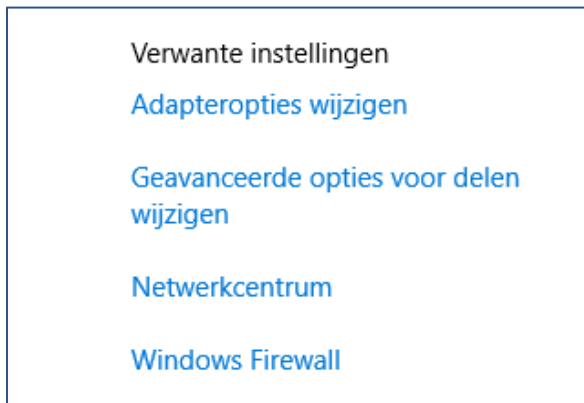 Verwante instellingen
Adapteropties wijzigen
Geavanceerde opties voor delen
wijzigen
Netwerkcentrum
Windows Firewall